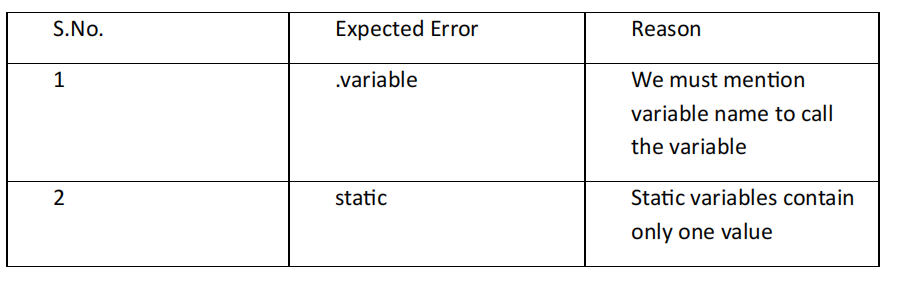 S.No. Expected Error Reason
1 .variable We must mention
variable name to call
the variable
2 static Static variables contain
only one value